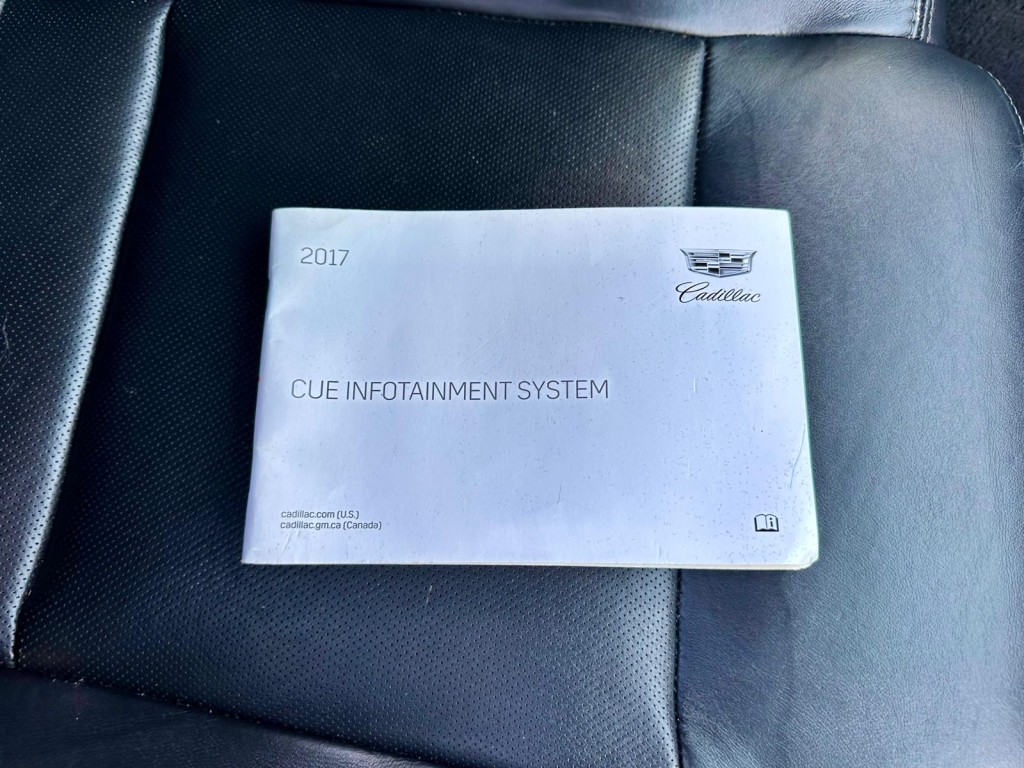 2017
Cadillac
CUE INFOTAINMENT SYSTEM
cadillac.com (U.S.)
cadillac.gm.ca (Canada)